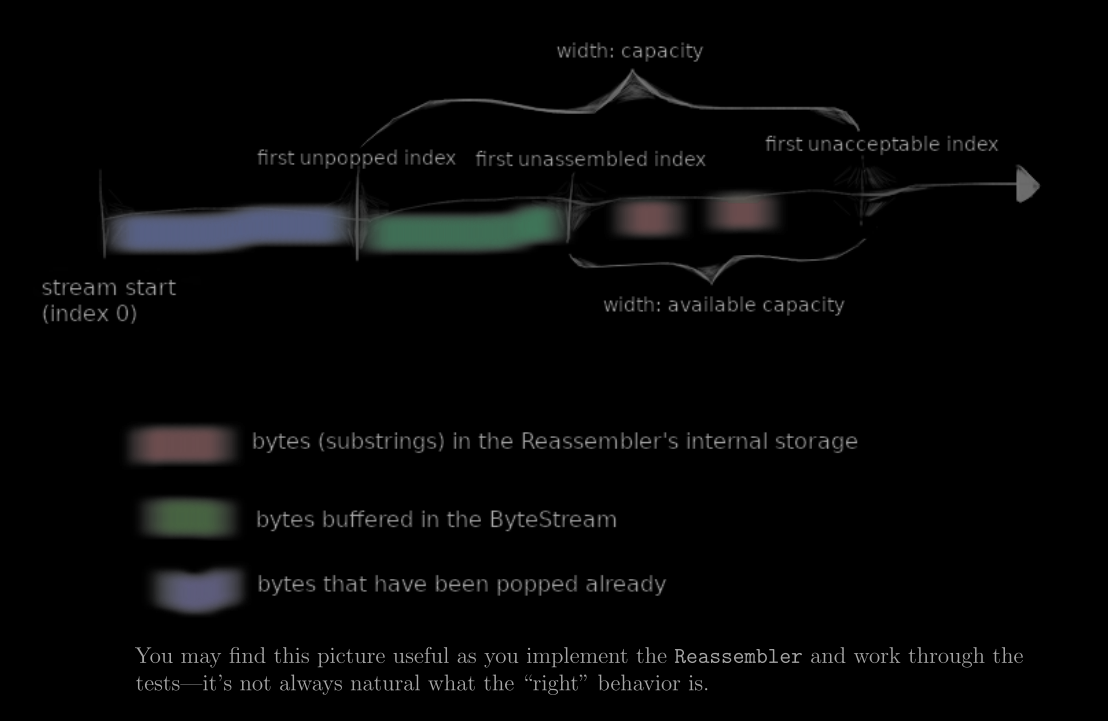 width: capacity
first unpopped index
first unassembled index
first unacceptable index
stream start
(index 0)
width: available capacity
bytes (substrings) in the Reassembler's internal storage
bytes buffered in the ByteStream
bytes that have been popped already
You may find this picture useful as you implement the Reassembler and work through the
tests—it's not always natural what the “right” behavior is.